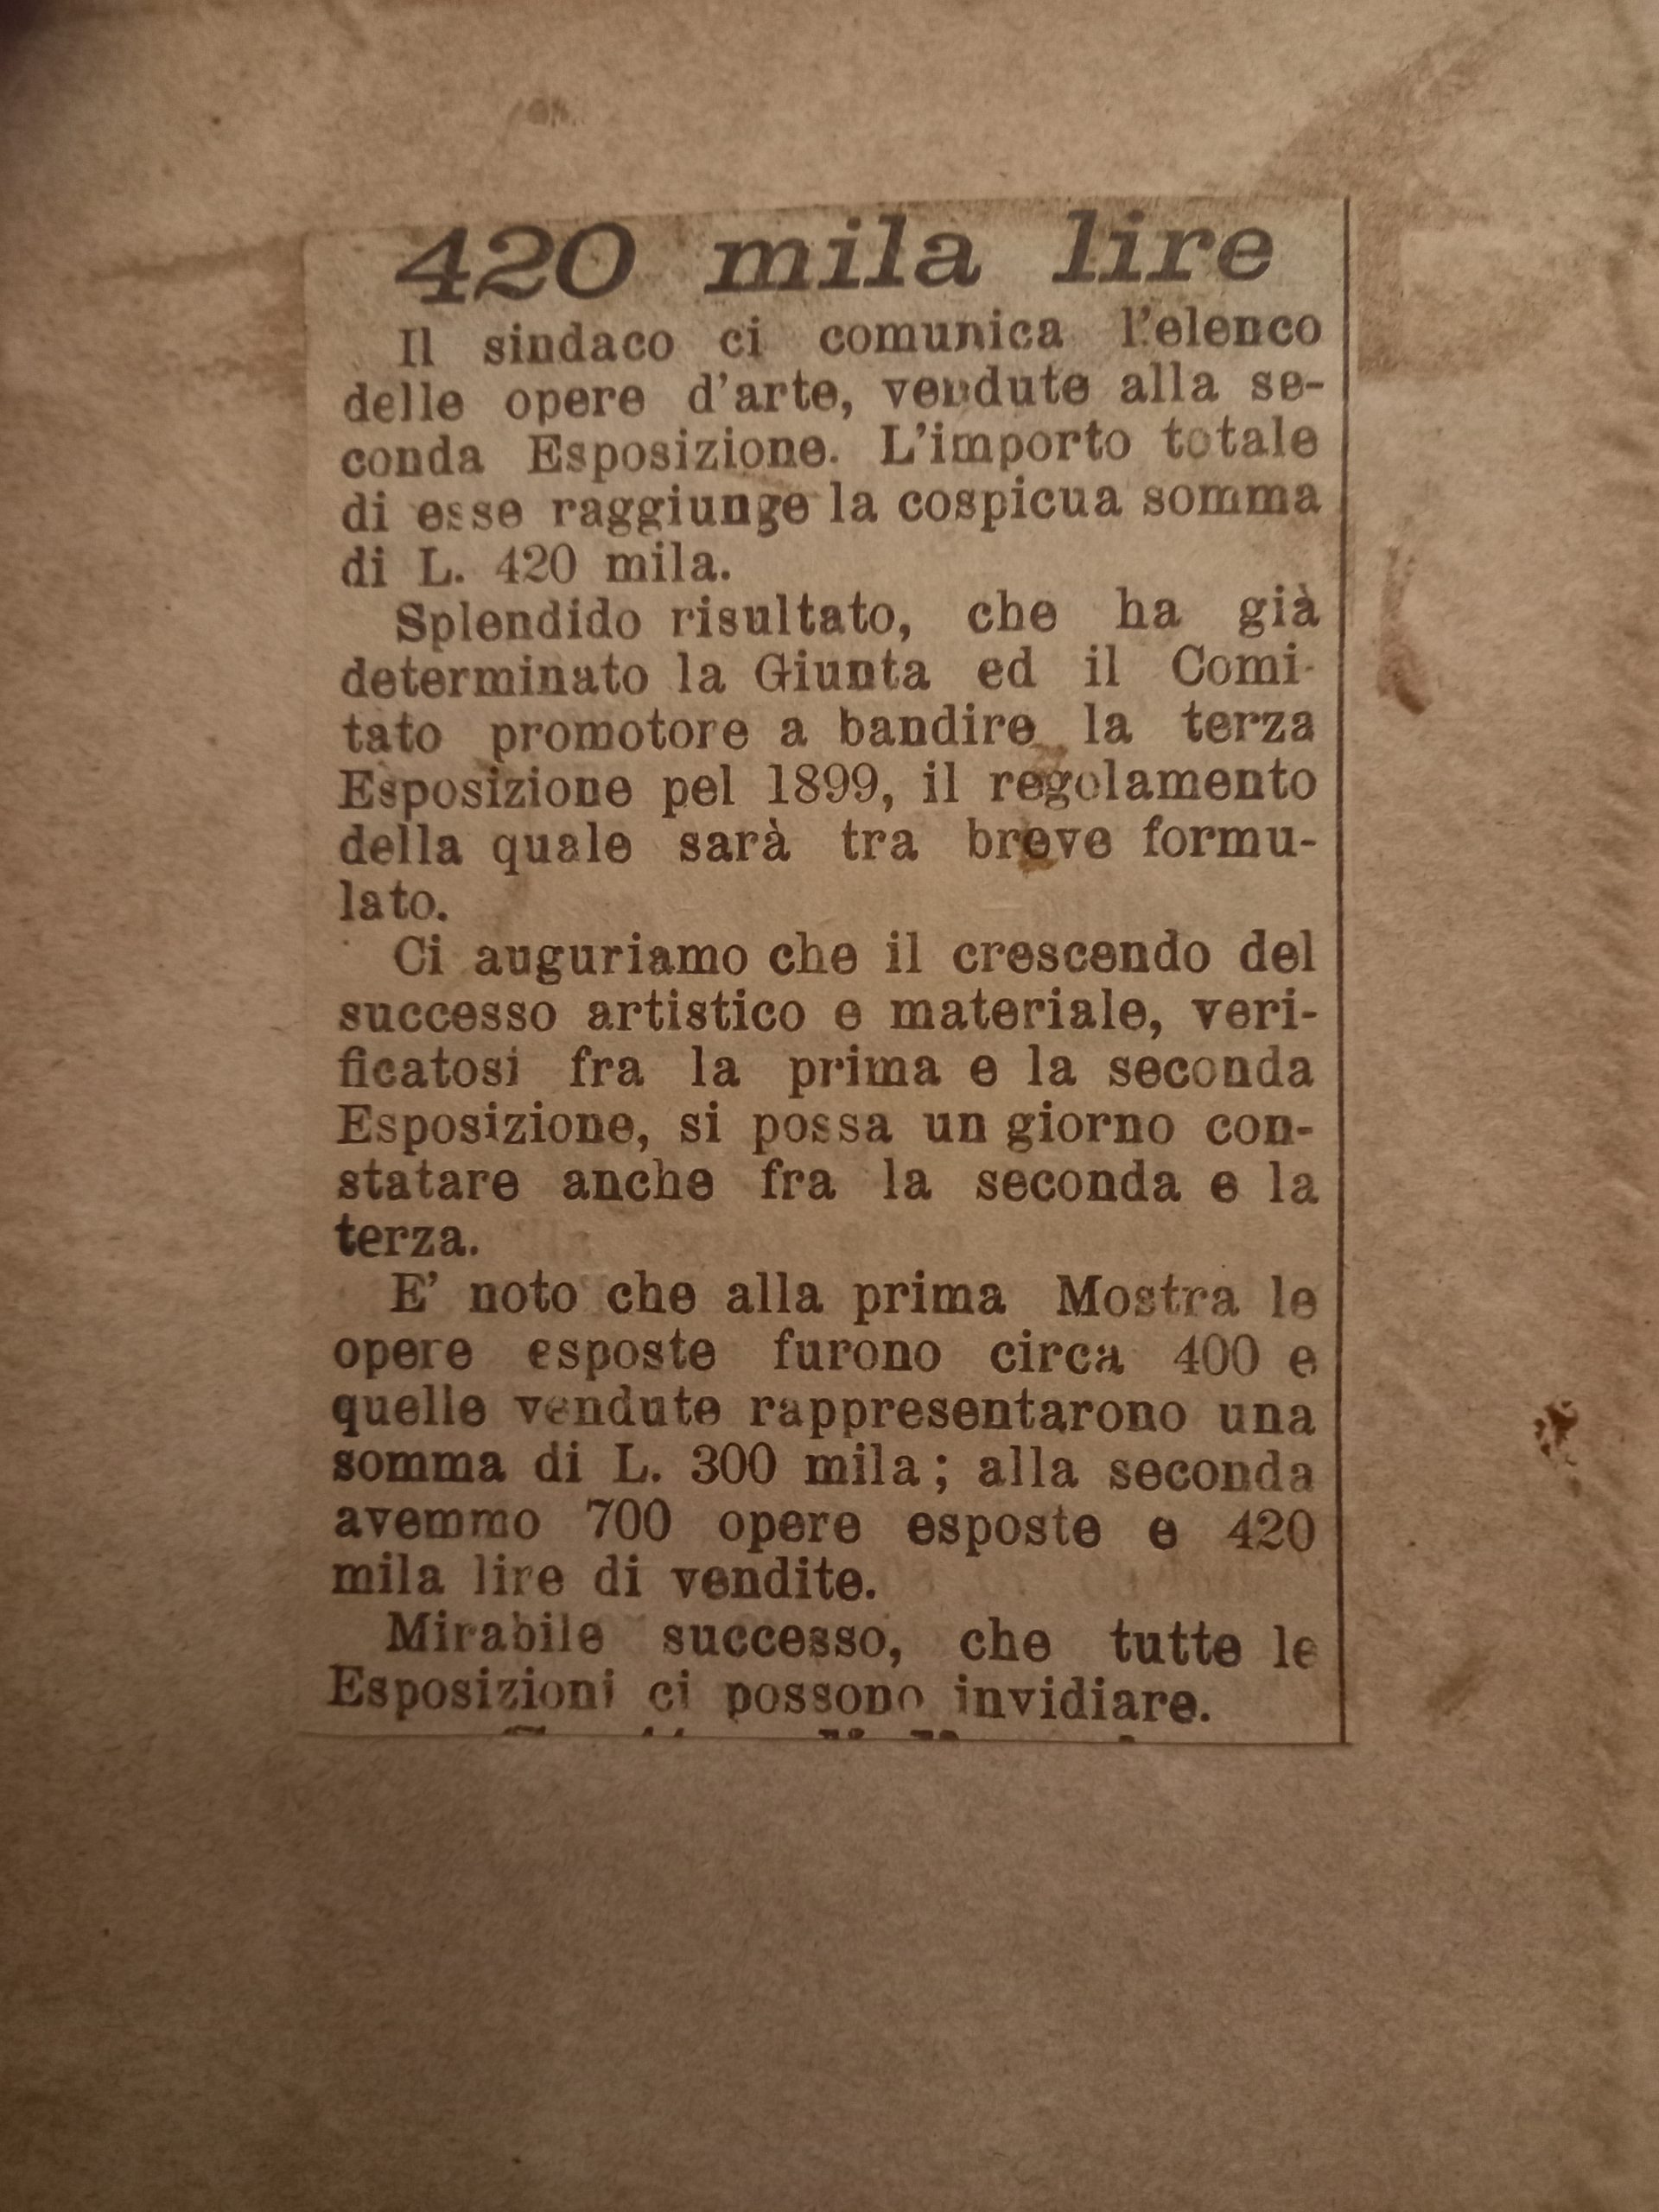 420 mila lire
Il sindaco ci comunica l'elenco
delle opere d'arte, vendute alla se-
conda Esposizione. L'importo totale
di esse raggiunge la cospicua somma
di L. 420 mila.
Splendido risultato, che ha già
determinato la Giunta ed il Comi-
tato promotore a bandire la terza
Esposizione pel 1899, il regolamento
della quale sarà tra breve formu-
lato.
Ci auguriamo che il crescendo del
successo artistico e materiale, veri-
ficatosi fra la prima e la seconda
Esposizione, si possa un giorno con-
statare anche fra la seconda e la
terza.
E' noto che alla prima Mostra le
opere esposte furono circa 400 e
quelle vendute rappresentarono una
somma di L. 300 mila; alla seconda
avemmo 700 opere esposte e 420
mila lire di vendite.
Mirabile successo, che tutte le
Esposizioni ci possono invidiare.